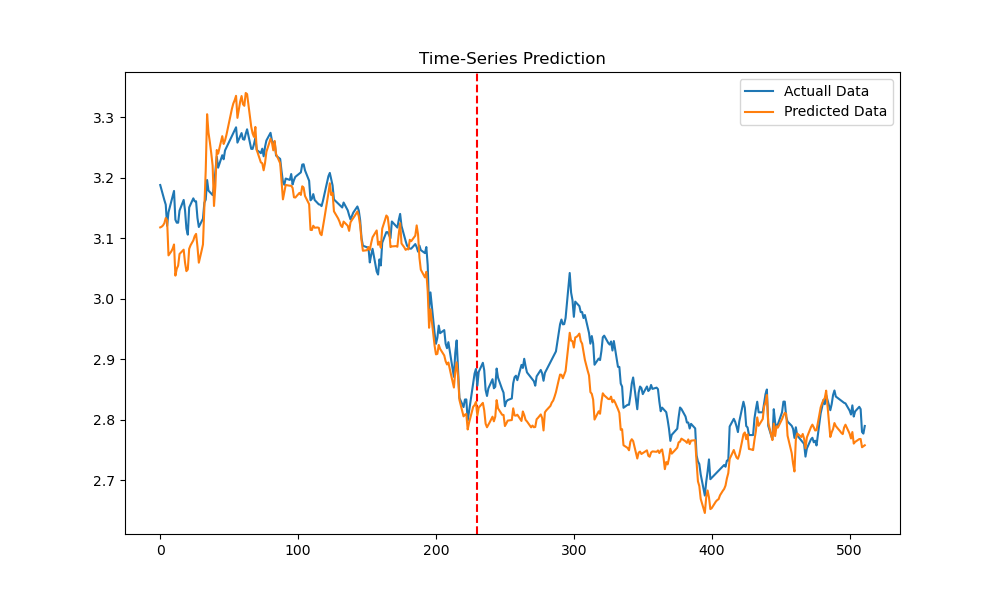 Time-Series Prediction
Actuall Data
Predicted Data
3.3
3.2
3.1
3.0
2.9
2.8
2.7
0 100 200 300 400 500